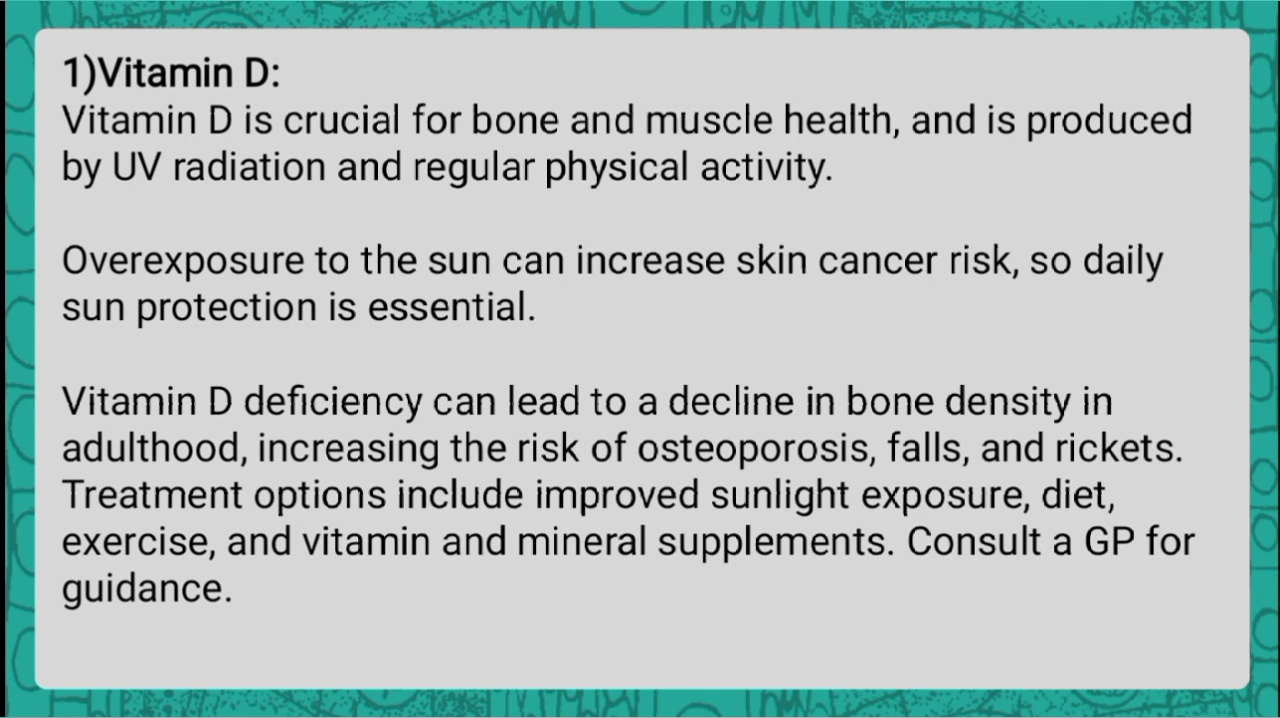 1)Vitamin D:
Vitamin D is crucial for bone and muscle health, and is produced
by UV radiation and regular physical activity.
Overexposure to the sun can increase skin cancer risk, so daily
sun protection is essential.
Vitamin D deficiency can lead to a decline in bone density in
adulthood, increasing the risk of osteoporosis, falls, and rickets.
Treatment options include improved sunlight exposure, diet,
exercise, and vitamin and mineral supplements. Consult a GP for
guidance.